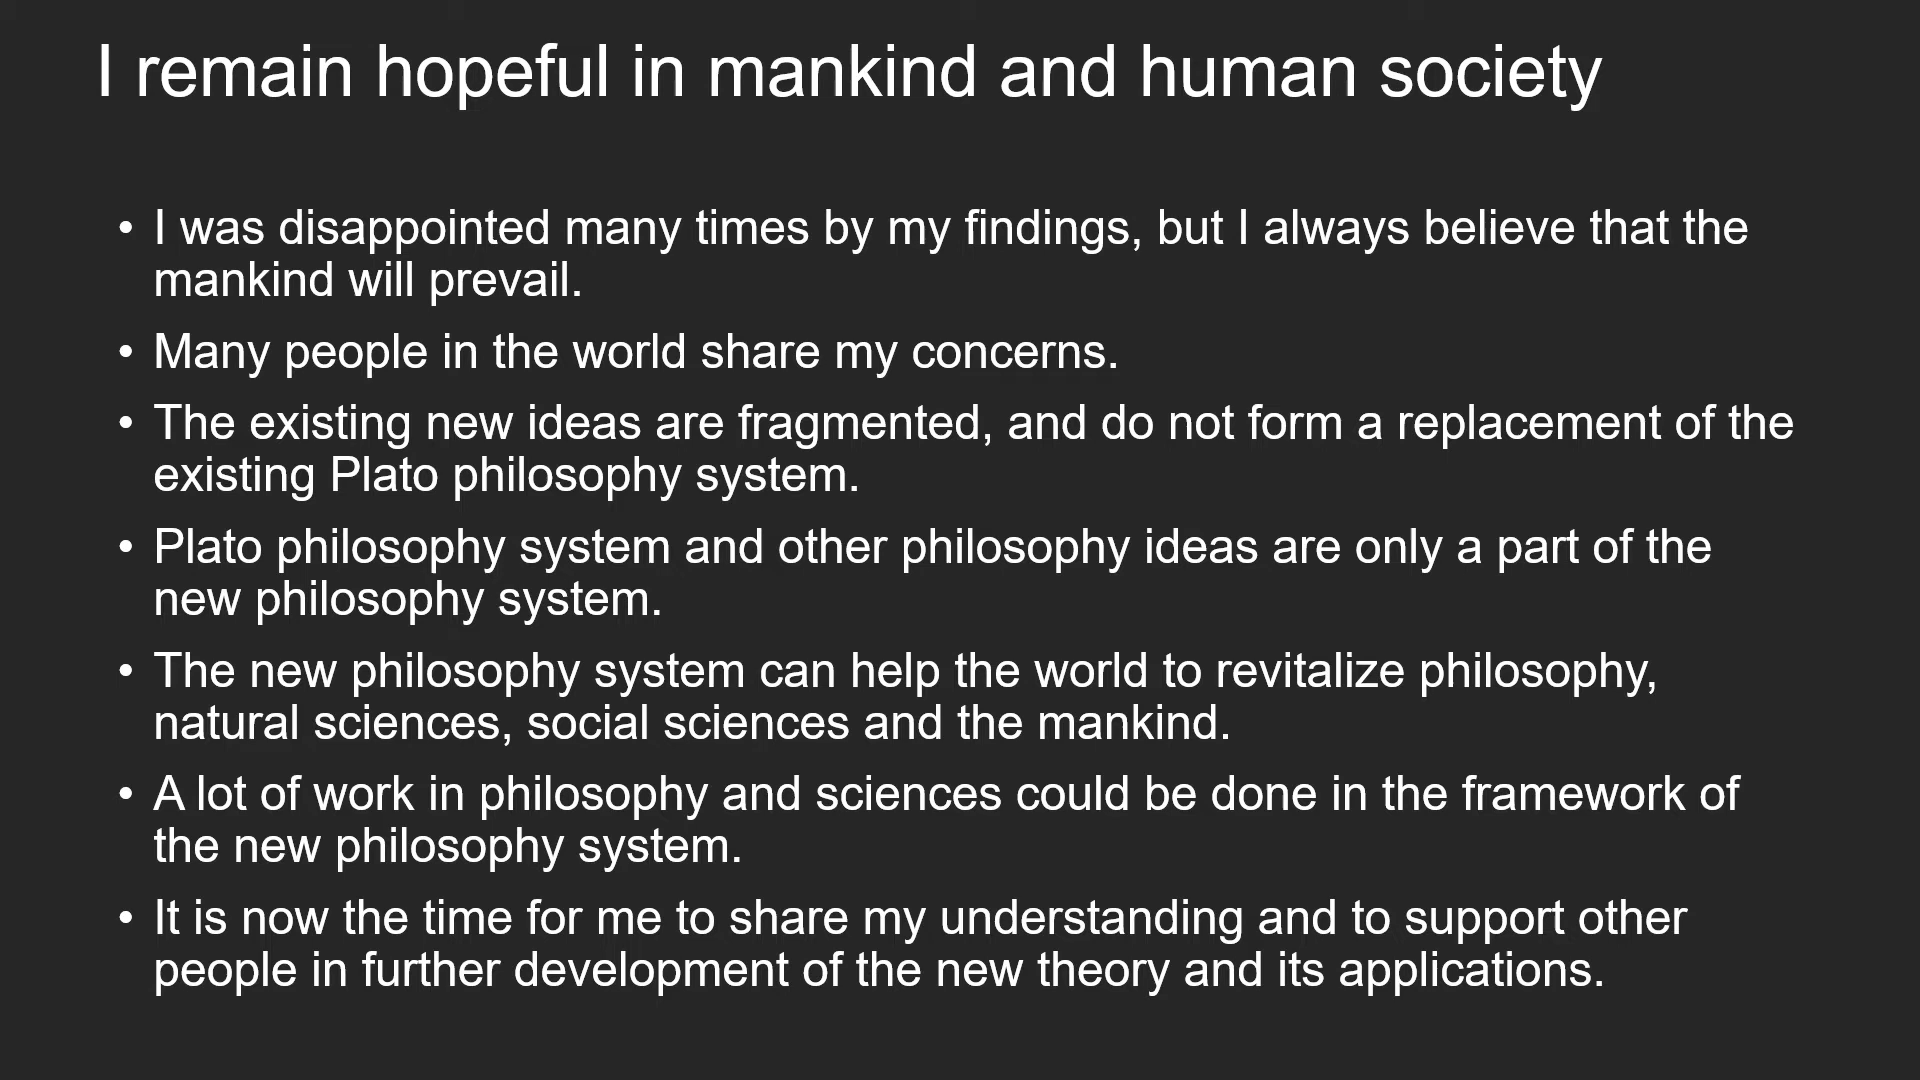 I remain hopeful in mankind and human society
• I was disappointed many times by my findings, but I always believe that the
mankind will prevail.
• Many people in the world share my concerns.
• The existing new ideas are fragmented, and do not form a replacement of the
existing Plato philosophy system.
• Plato philosophy system and other philosophy ideas are only a part of the
new philosophy system.
• The new philosophy system can help the world to revitalize philosophy,
natural sciences, social sciences and the mankind.
• A lot of work in philosophy and sciences could be done in the framework of
the new philosophy system.
• It is now the time for me to share my understanding and to support other
people in further development of the new theory and its applications.